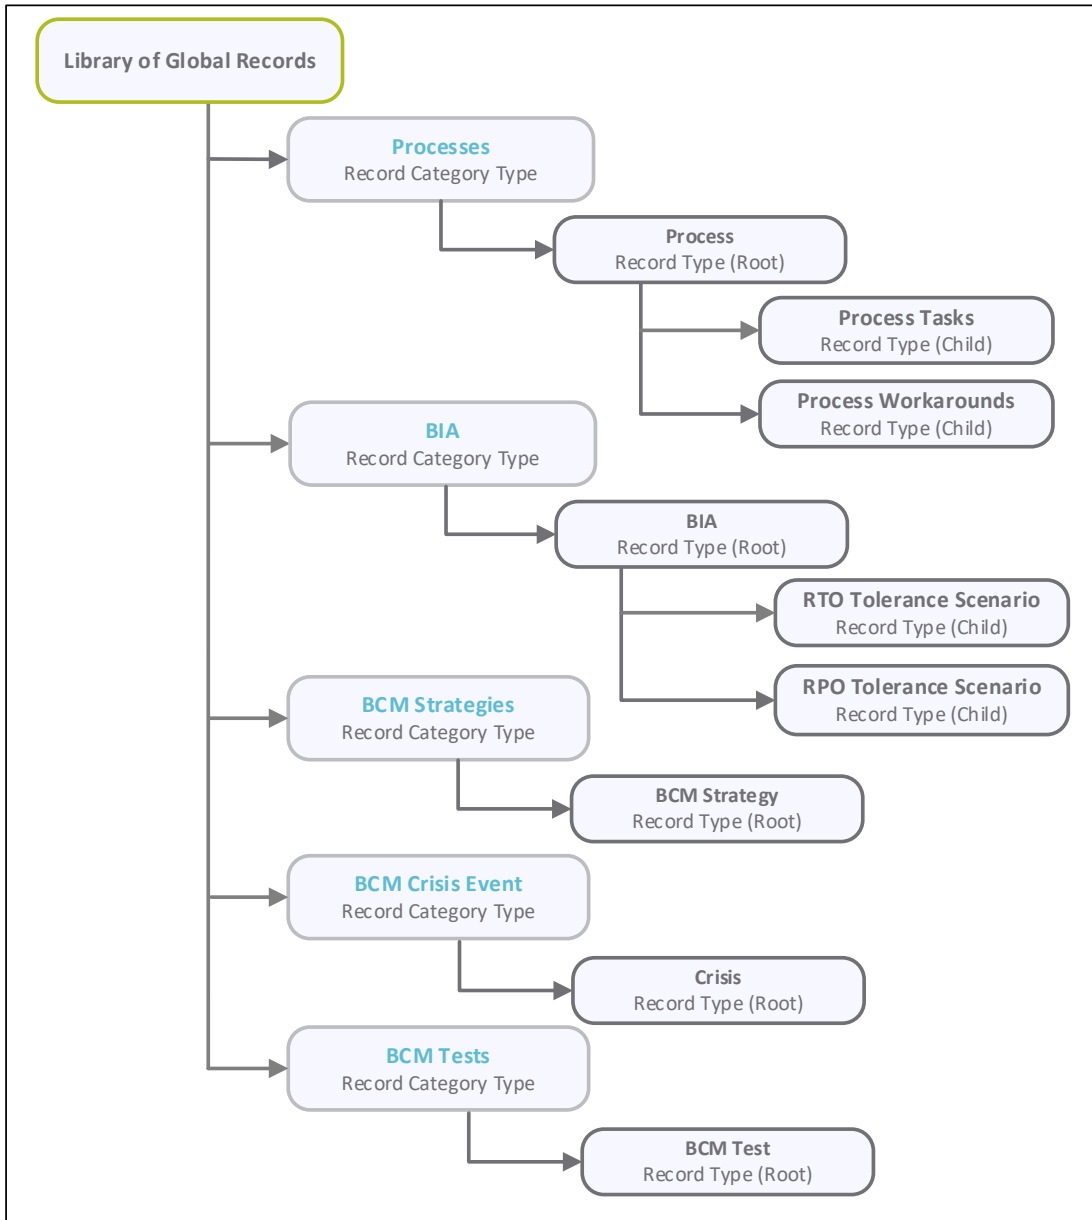 Library of Global Records
Processes
Record Category Type
Process
Record Type (Root)
Process Tasks
Record Type (Child)
Process Workarounds
Record Type (Child)
BIA
Record Category Type
BIA
Record Type (Root)
RTO Tolerance Scenario
Record Type (Child)
RPO Tolerance Scenario
Record Type (Child)
BCM Strategies
Record Category Type
BCM Strategy
Record Type (Root)
BCM Crisis Event
Record Category Type
Crisis
Record Type (Root)
BCM Tests
Record Category Type
BCM Test
Record Type (Root)